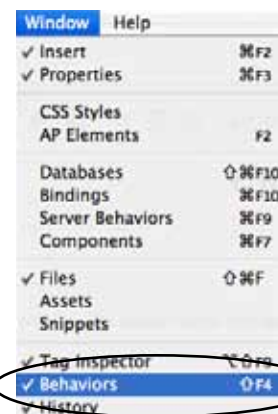 Window Help
✓ Insert ⌘F2
✓ Properties ⌘F3
CSS Styles
AP Elements F2
Databases ⇧⌘F10
Bindings ⌘F10
Server Behaviors ⌘F9
Components ⌘F7
✓ Files ⇧⌘F
Assets
Snippets
✓ Tag Inspector ⌥⇧F9
✓ Behaviors ⇧F4
✓ History